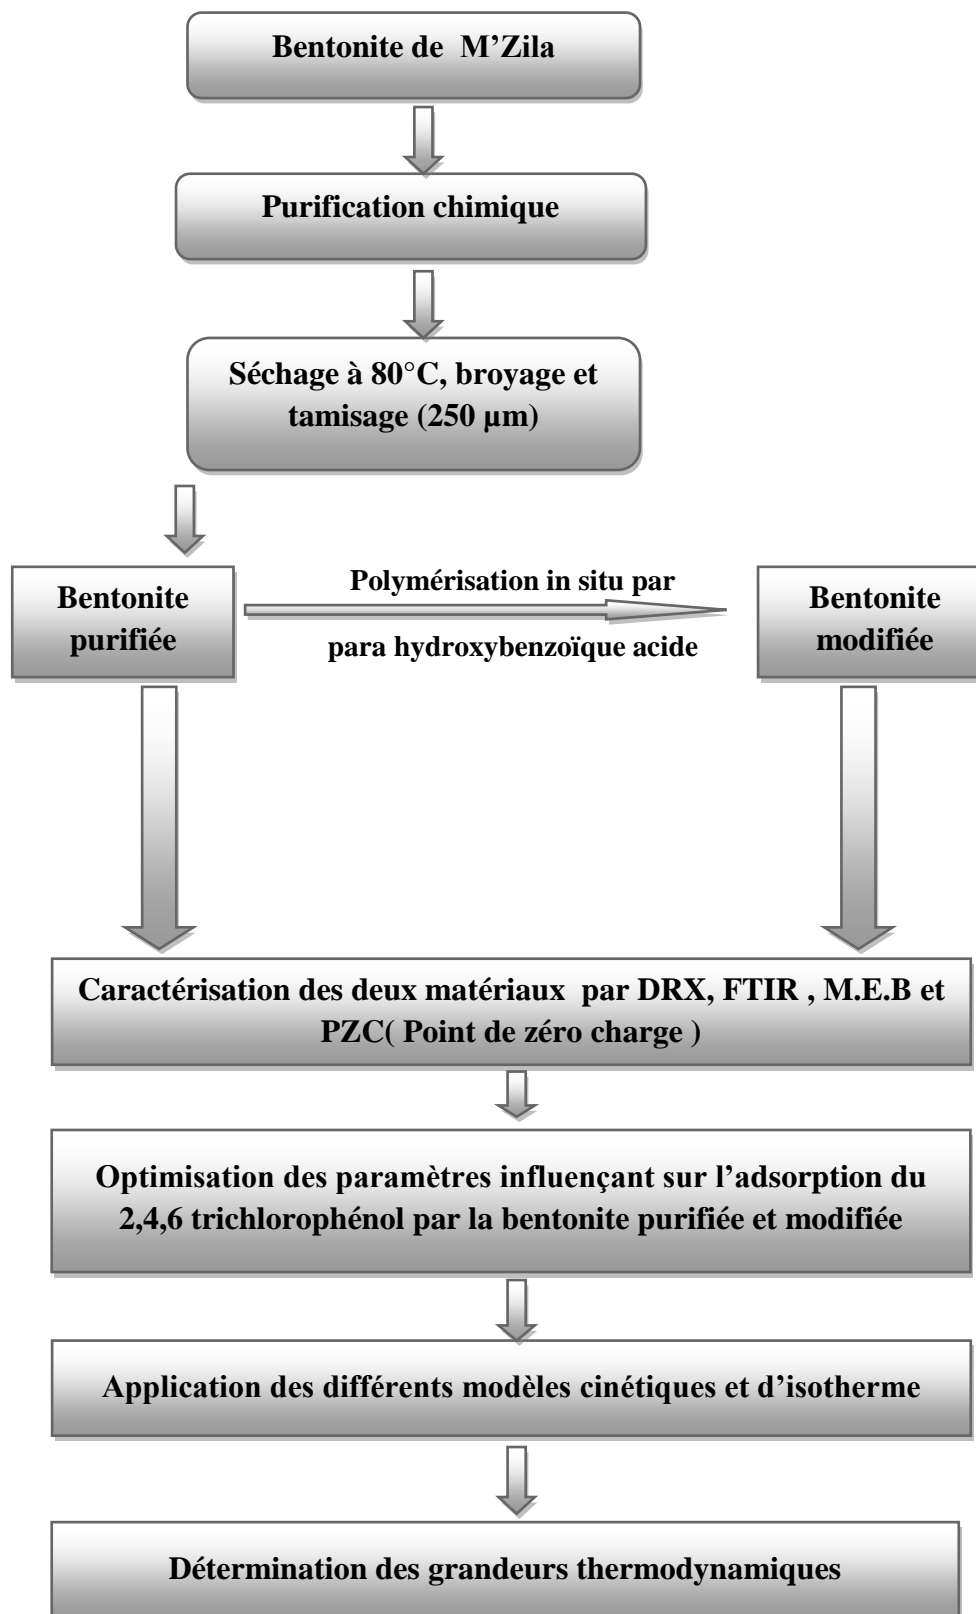 Bentonite de M’Zila
Purification chimique
Séchage à 80°C, broyage et
tamisage (250 µm)
Bentonite
purifiée
Polymérisation in situ par
para hydroxybenzoïque acide
Bentonite
modifiée
Caractérisation des deux matériaux par DRX, FTIR , M.E.B et
PZC( Point de zéro charge )
Optimisation des paramètres influençant sur l’adsorption du
2,4,6 trichlorophénol par la bentonite purifiée et modifiée
Application des différents modèles cinétiques et d’isotherme
Détermination des grandeurs thermodynamiques